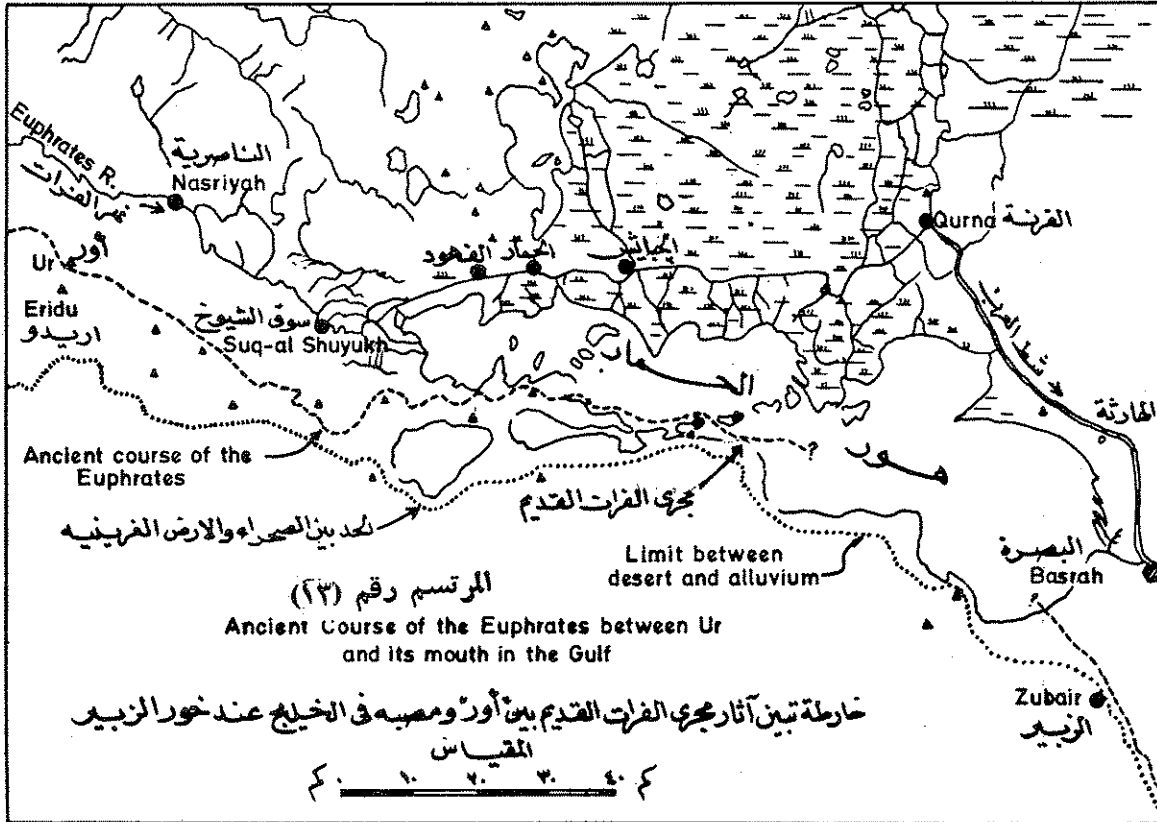 Euphrates R.
نهر الفرات
الناصرية
Nasriyah
أور
Ur
Eridu
اريدو
سوق الشيوخ
Suq-al Shuyukh
الفهود
الحمار
الجبايش
Qurna القرنة
شط العرب
الهارثة
هور
الحمار
?
Ancient course of the
Euphrates
الحد بين الصحراء والارض الغرينيه
مجرى الفرات القديم
Limit between
desert and alluvium
البصرة
Basrah
?
Zubair
الزبير
المرتسم رقم (٢٣)
Ancient Course of the Euphrates between Ur
and its mouth in the Gulf
خارطة تبين آثار مجرى الفرات القديم بين أور ومصبه في الخليج عند خور الزبير
المقياس
كم ٠ ١٠ ٢٠ ٣٠ ٤٠ كم